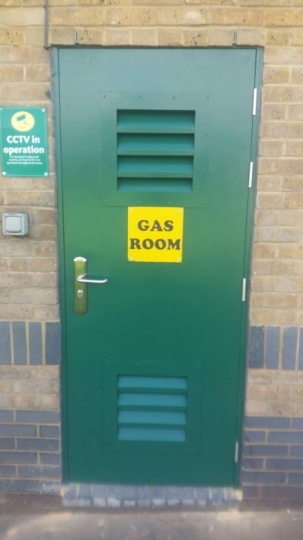 CCTV in
operation
GAS
ROOM